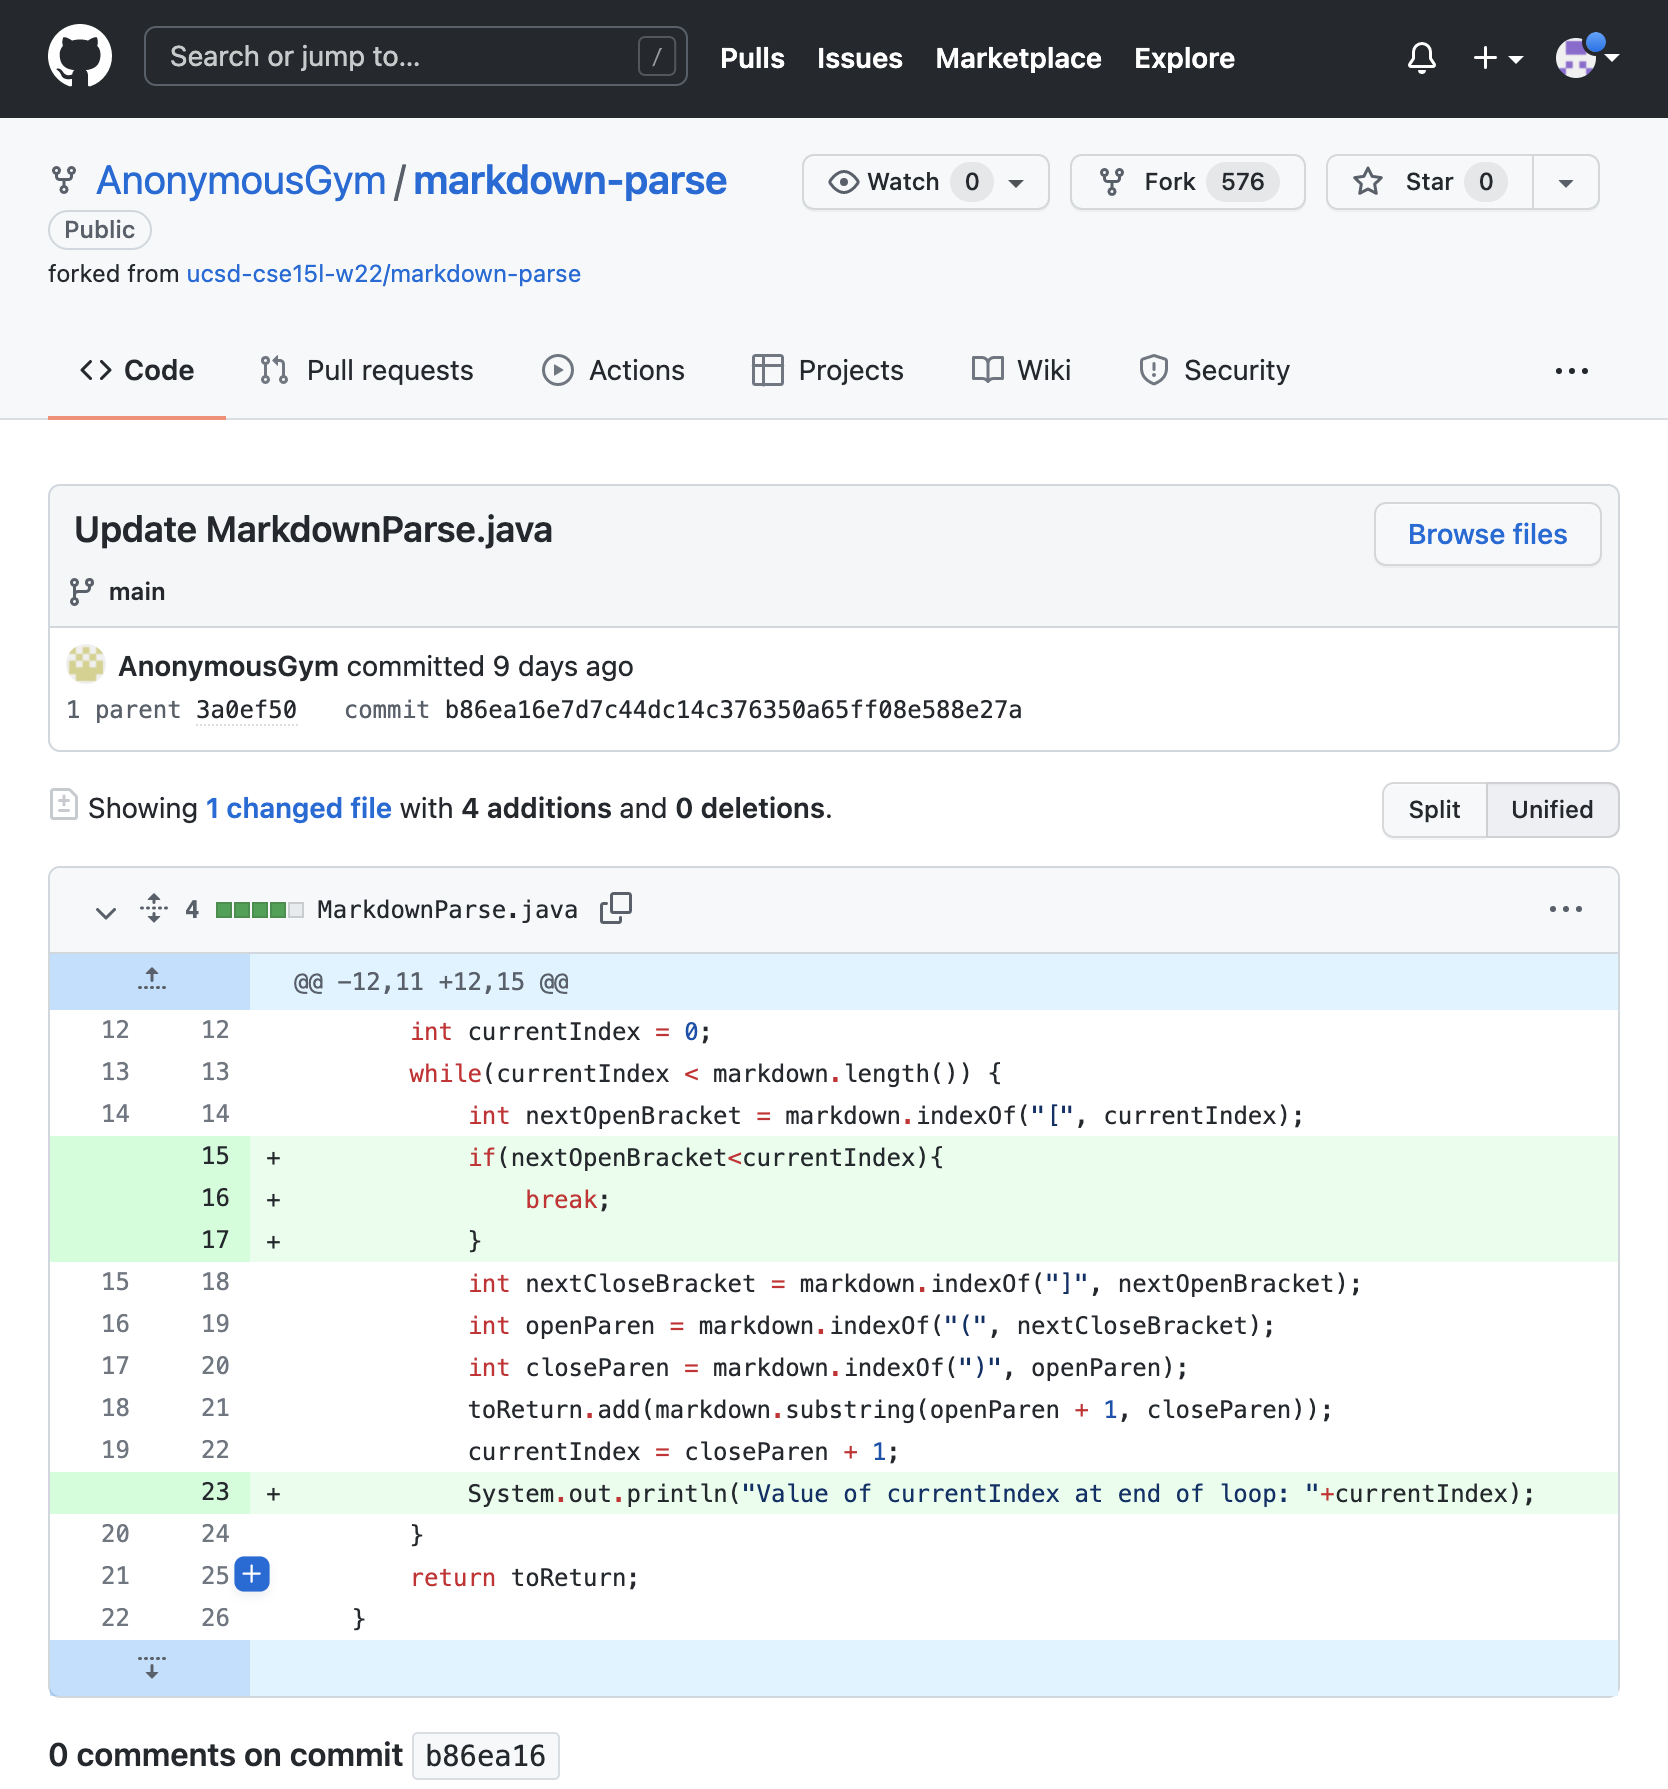 Search or jump to... / Pulls Issues Marketplace Explore
AnonymousGym / markdown-parse Watch 0 Fork 576 Star 0
Public
forked from ucsd-cse15l-w22/markdown-parse
Code Pull requests Actions Projects Wiki Security ...
Update MarkdownParse.java Browse files
main
AnonymousGym committed 9 days ago
1 parent 3a0ef50 commit b86ea16e7d7c44dc14c376350a65ff08e588e27a
Showing 1 changed file with 4 additions and 0 deletions. Split Unified
4 MarkdownParse.java ...
@@ -12,11 +12,15 @@
12 12 int currentIndex = 0;
13 13 while(currentIndex < markdown.length()) {
14 14 int nextOpenBracket = markdown.indexOf("[", currentIndex);
15 + if(nextOpenBracket<currentIndex){
16 + break;
17 + }
15 18 int nextCloseBracket = markdown.indexOf("]", nextOpenBracket);
16 19 int openParen = markdown.indexOf("(", nextCloseBracket);
17 20 int closeParen = markdown.indexOf(")", openParen);
18 21 toReturn.add(markdown.substring(openParen + 1, closeParen));
19 22 currentIndex = closeParen + 1;
23 + System.out.println("Value of currentIndex at end of loop: "+currentIndex);
20 24 }
21 25 + return toReturn;
22 26 }
0 comments on commit b86ea16